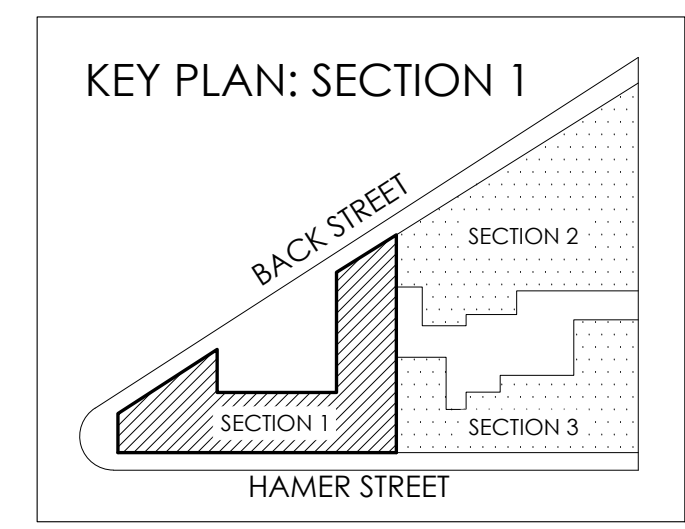 KEY PLAN: SECTION 1
BACK STREET
SECTION 2
SECTION 1
SECTION 3
HAMER STREET